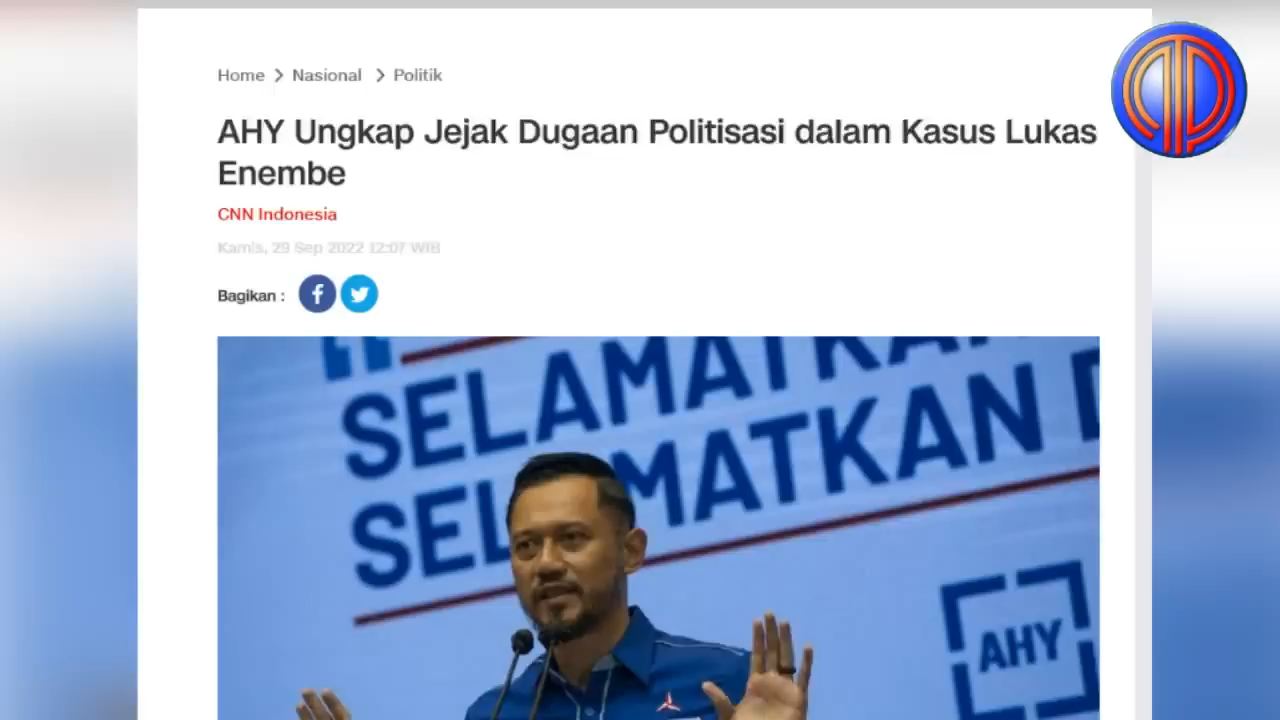 Home > Nasional > Politik
AHY Ungkap Jejak Dugaan Politisasi dalam Kasus Lukas
Enembe
CNN Indonesia
Kamis, 29 Sep 2022 12:07 WIB
Bagikan :
SELAMATKAN
SELAMATKAN D
SEL
AHY